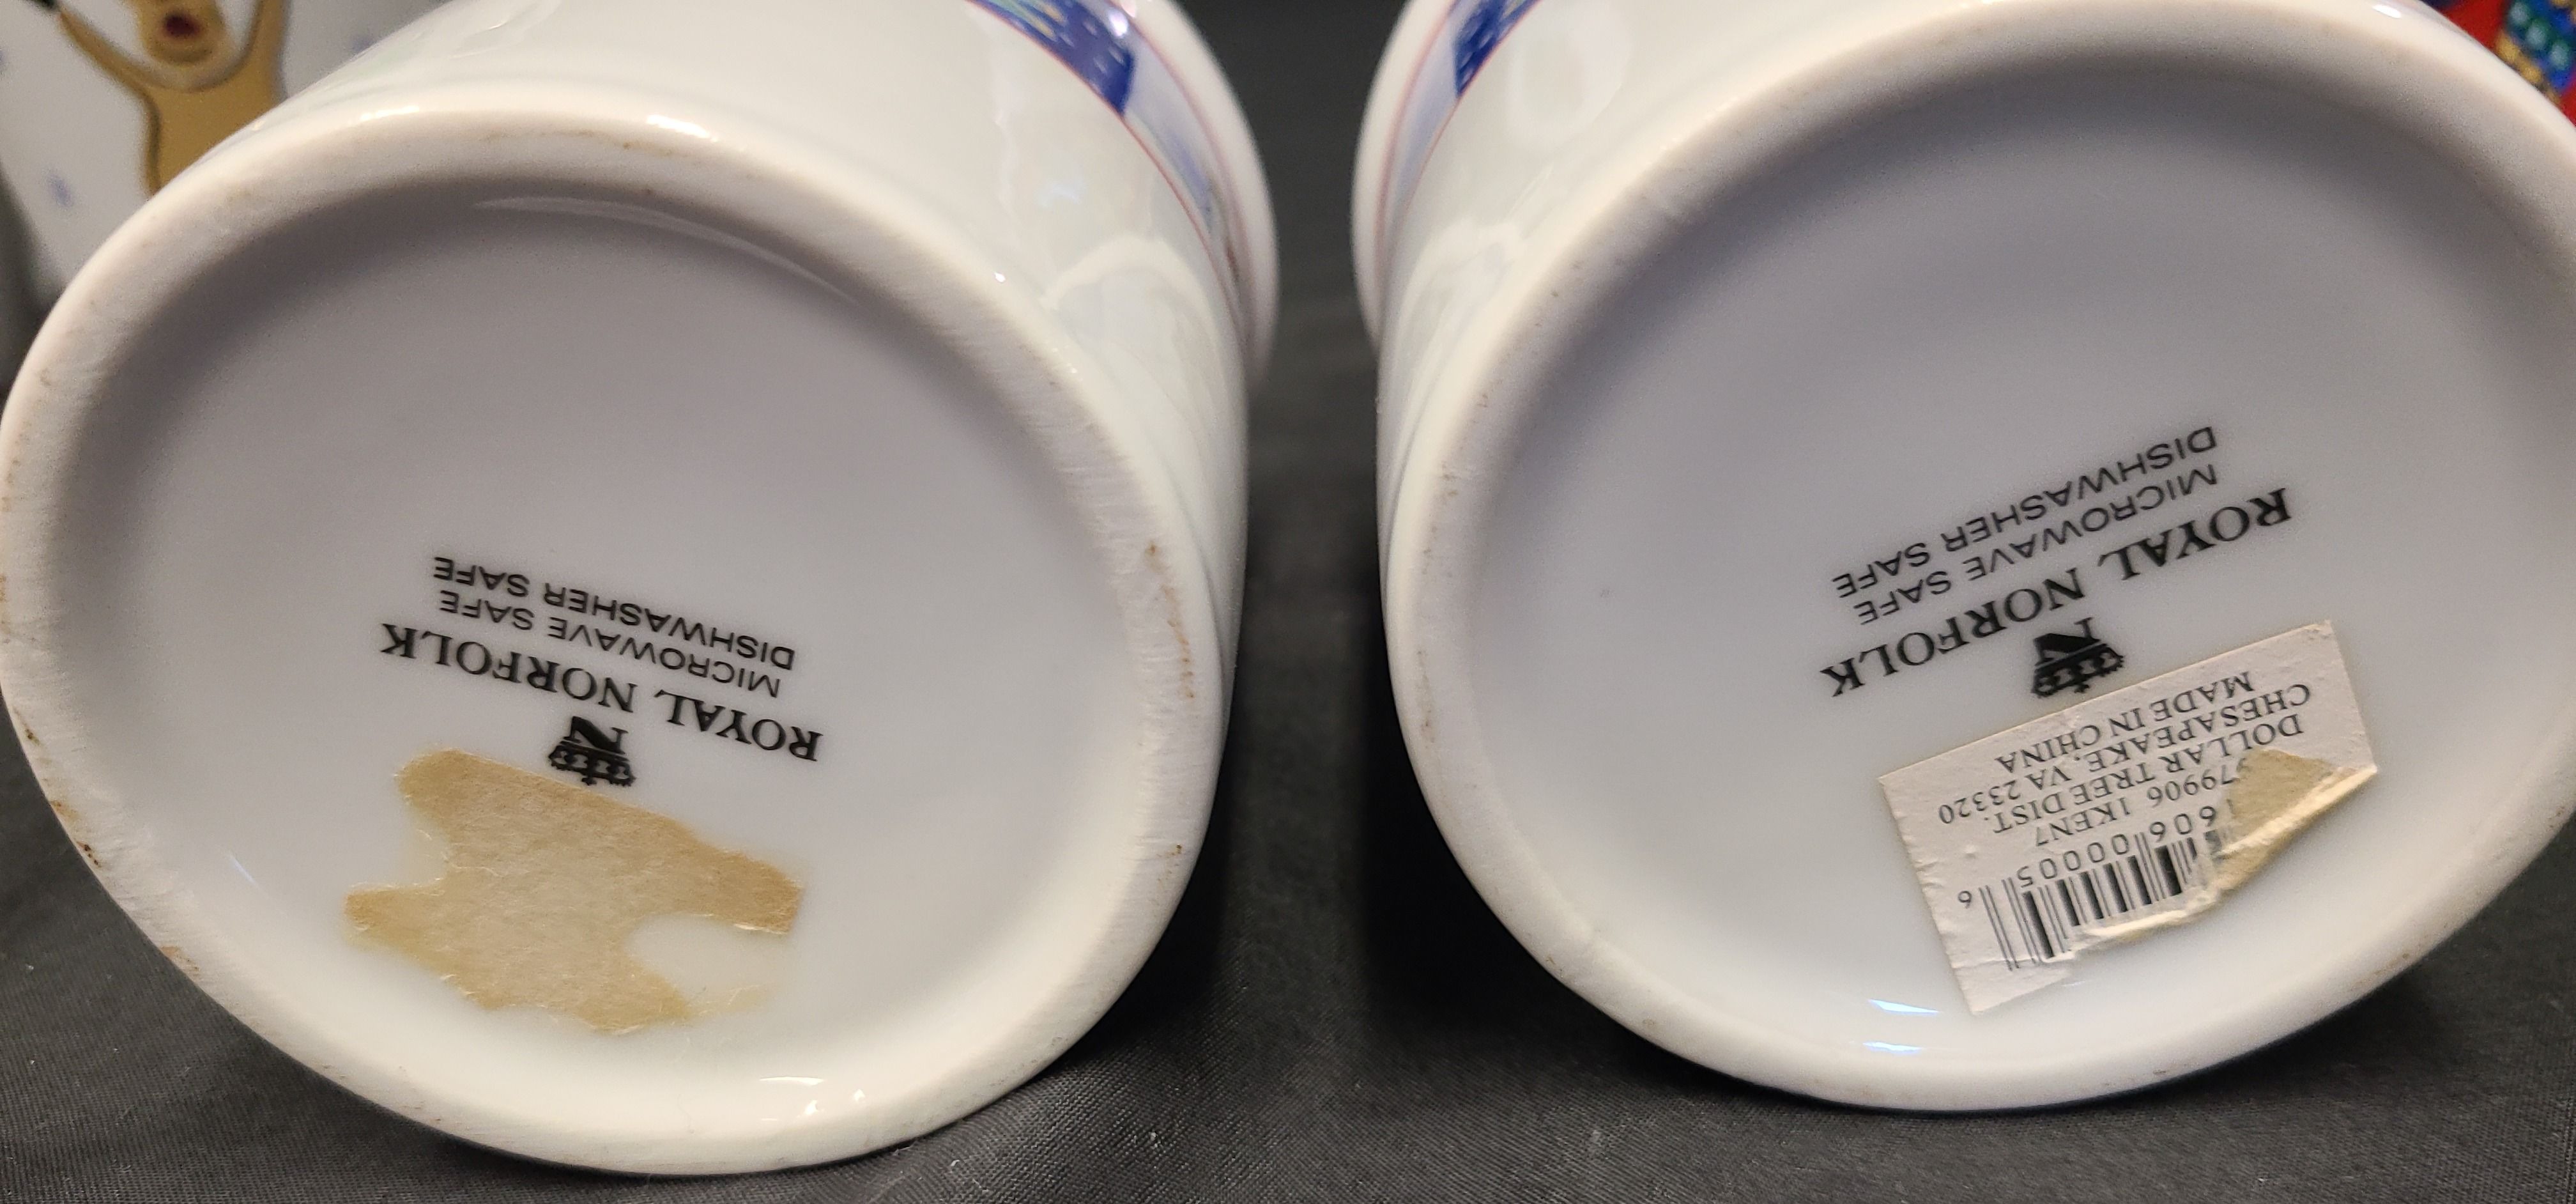 N
ROYAL NORFOLK
MICROWAVE SAFE
DISHWASHER SAFE
1KEN7
DOLLAR TREE DIST.
CHESAPEAKE, VA 23320
MADE IN CHINA
N
ROYAL NORFOLK
MICROWAVE SAFE
DISHWASHER SAFE